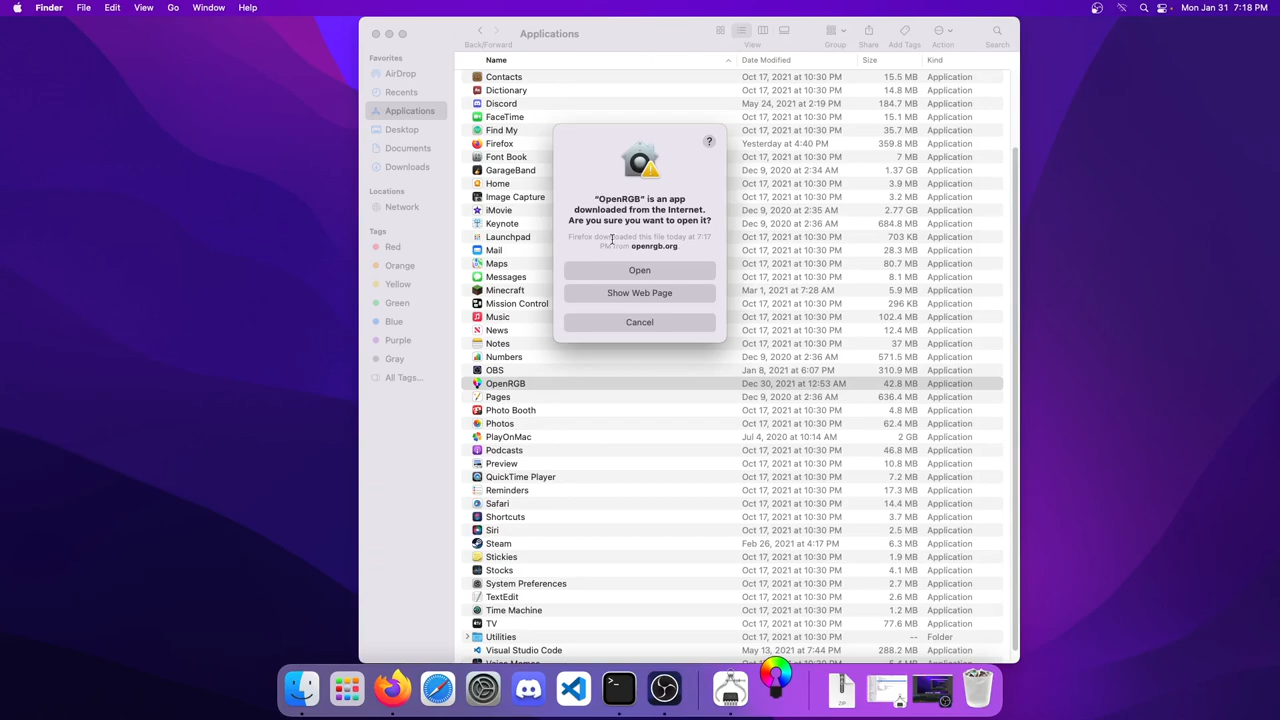 Finder File Edit View Go Window Help
Mon Jan 31 7:18 PM
Applications
Back/Forward
View
Group
Share
Add Tags
Action
Search
Favorites
AirDrop
Recents
Applications
Desktop
Documents
Downloads
Locations
Network
Tags
Red
Orange
Yellow
Green
Blue
Purple
Gray
All Tags...
Name Date Modified Size Kind
Contacts Oct 17, 2021 at 10:30 PM 15.5 MB Application
Dictionary Oct 17, 2021 at 10:30 PM 14.8 MB Application
Discord May 24, 2021 at 2:19 PM 184.7 MB Application
FaceTime Oct 17, 2021 at 10:30 PM 15.1 MB Application
Find My Oct 17, 2021 at 10:30 PM 35.7 MB Application
Firefox Yesterday at 4:40 PM 359.8 MB Application
Font Book Oct 17, 2021 at 10:30 PM 7 MB Application
GarageBand Dec 9, 2020 at 2:34 AM 1.37 GB Application
Home Oct 17, 2021 at 10:30 PM 3.9 MB Application
Image Capture Oct 17, 2021 at 10:30 PM 3.2 MB Application
iMovie Dec 9, 2020 at 2:35 AM 2.77 GB Application
Keynote Dec 9, 2020 at 2:36 AM 684.8 MB Application
Launchpad Oct 17, 2021 at 10:30 PM 703 KB Application
Mail Oct 17, 2021 at 10:30 PM 28.3 MB Application
Maps Oct 17, 2021 at 10:30 PM 80.7 MB Application
Messages Oct 17, 2021 at 10:30 PM 8.1 MB Application
Minecraft Mar 1, 2021 at 7:28 AM 5.9 MB Application
Mission Control Oct 17, 2021 at 10:30 PM 296 KB Application
Music Oct 17, 2021 at 10:30 PM 102.4 MB Application
News Oct 17, 2021 at 10:30 PM 12.4 MB Application
Notes Oct 17, 2021 at 10:30 PM 37 MB Application
Numbers Dec 9, 2020 at 2:36 AM 571.5 MB Application
OBS Jan 8, 2021 at 6:07 PM 310.9 MB Application
OpenRGB Dec 30, 2021 at 12:53 AM 42.8 MB Application
Pages Dec 9, 2020 at 2:36 AM 636.4 MB Application
Photo Booth Oct 17, 2021 at 10:30 PM 4.8 MB Application
Photos Oct 17, 2021 at 10:30 PM 62.4 MB Application
PlayOnMac Jul 4, 2020 at 10:14 AM 2 GB Application
Podcasts Oct 17, 2021 at 10:30 PM 46.8 MB Application
Preview Oct 17, 2021 at 10:30 PM 10.8 MB Application
QuickTime Player Oct 17, 2021 at 10:30 PM 7.2 MB Application
Reminders Oct 17, 2021 at 10:30 PM 17.3 MB Application
Safari Oct 17, 2021 at 10:30 PM 14.4 MB Application
Shortcuts Oct 17, 2021 at 10:30 PM 3.7 MB Application
Siri Oct 17, 2021 at 10:30 PM 2.5 MB Application
Steam Feb 26, 2021 at 4:17 PM 6.3 MB Application
Stickies Oct 17, 2021 at 10:30 PM 1.9 MB Application
Stocks Oct 17, 2021 at 10:30 PM 4.1 MB Application
System Preferences Oct 17, 2021 at 10:30 PM 2.7 MB Application
TextEdit Oct 17, 2021 at 10:30 PM 2.6 MB Application
Time Machine Oct 17, 2021 at 10:30 PM 1.2 MB Application
TV Oct 17, 2021 at 10:30 PM 77.6 MB Application
Utilities Oct 17, 2021 at 10:30 PM -- Folder
Visual Studio Code May 13, 2022 at 7:44 PM 288.2 MB Application
?
“OpenRGB” is an app
downloaded from the Internet.
Are you sure you want to open it?
Firefox downloaded this file today at 7:17
PM from openrgb.org
Open
Show Web Page
Cancel
ZIP